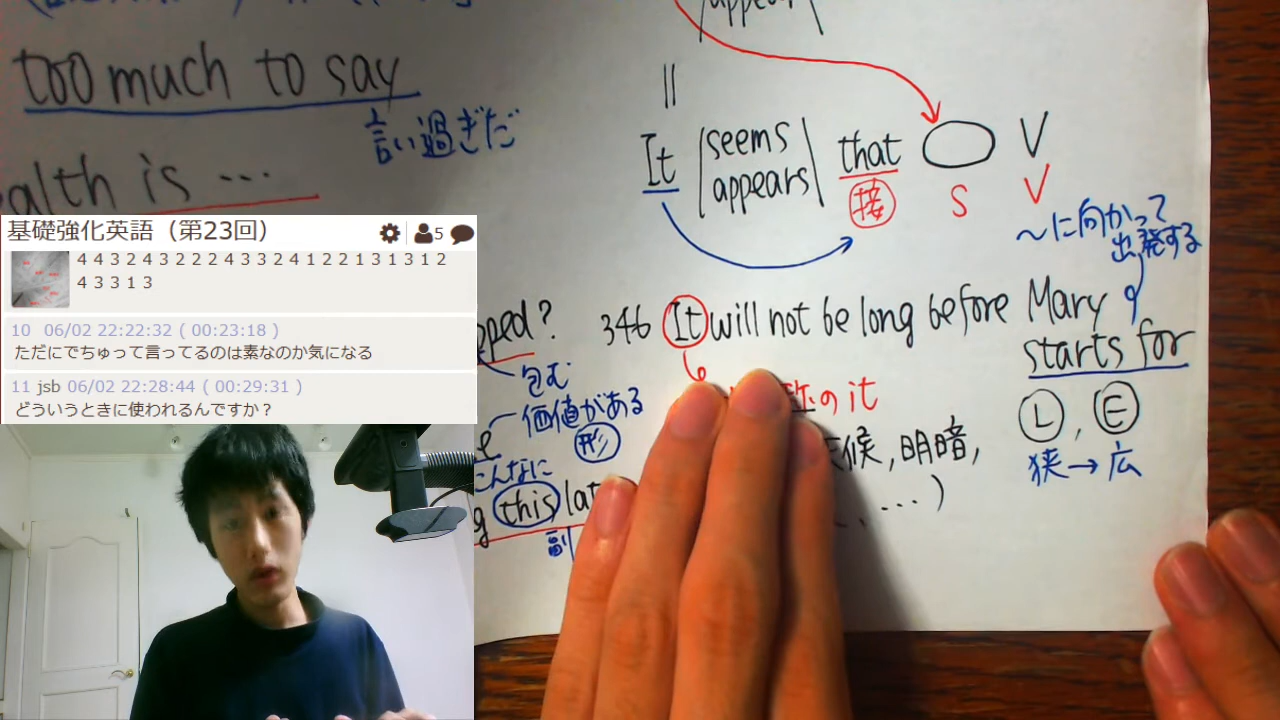 too much to say
言い過ぎだ
alth is …
appear
||
It seems that ○ V
appears
接 S V
~に向かって
出発する
346 It will not be long before Mary
starts for
pped?
包む
価値がある
形
こんなに
this lat
副
の it
候, 明暗,
…)
L, E
狭→広
基礎強化英語（第23回）
5
4 4 3 2 4 3 2 2 2 4 3 3 2 4 1 2 2 1 3 1 3 1 2
4 3 3 1 3
10 06/02 22:22:32 ( 00:23:18 )
ただにでちゅって言ってるのは素なのか気になる
11 jsb 06/02 22:28:44 ( 00:29:31 )
どういうときに使われるんですか？